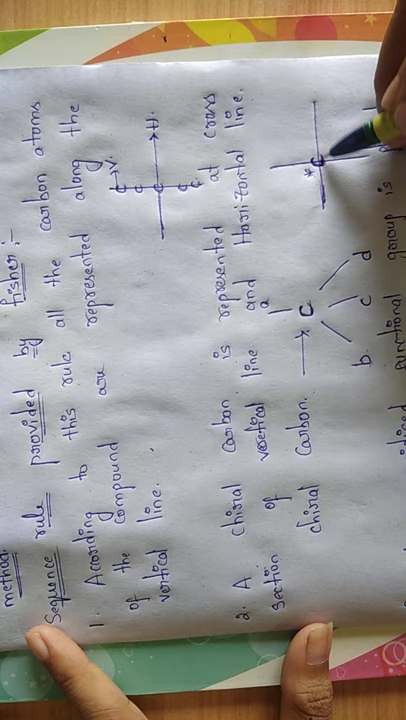 method.
Sequence rule provided by fisher:-
1. According to this rule all the carbon atoms
of the compound are represented along the
vertical line.
C → V.
C
→ H.
C
C
2. A chiral carbon is represented at cross
section of vertical line and Horrizontal line.
chiral carbon. → C
a
b c d
* C
functional group is